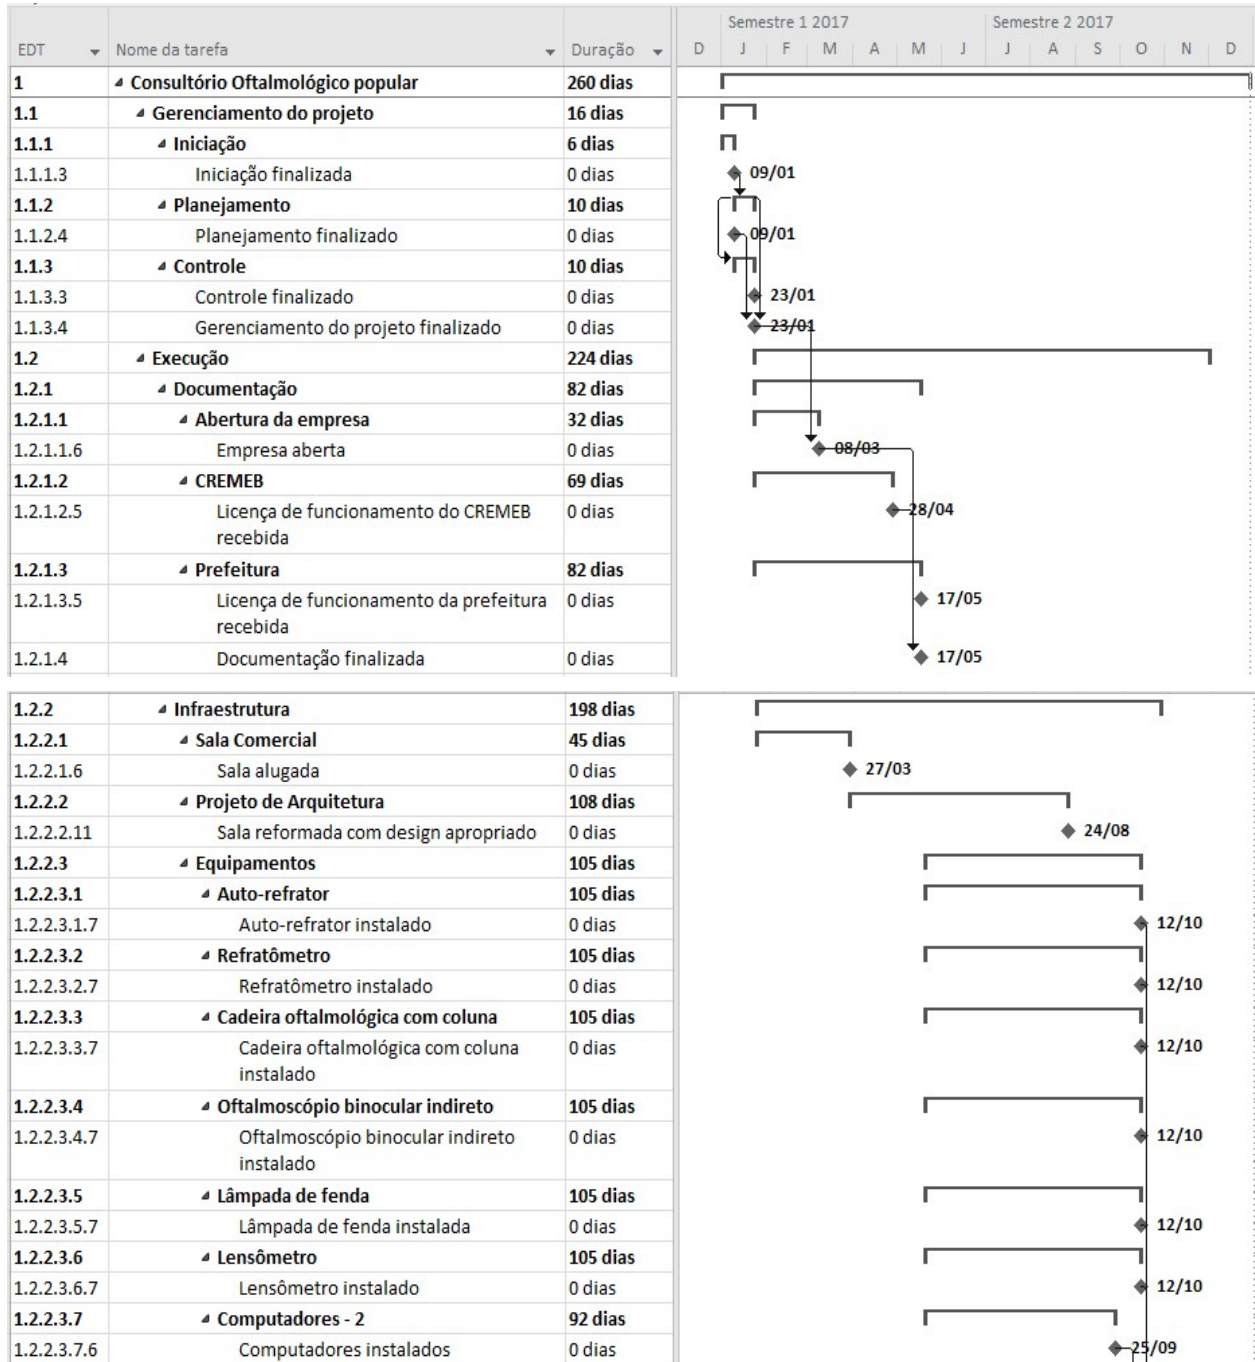 Semestre 1 2017 Semestre 2 2017
EDT Nome da tarefa Duração D J F M A M J J A S O N D
1 Consultório Oftalmológico popular 260 dias
1.1 Gerenciamento do projeto 16 dias
1.1.1 Iniciação 6 dias
1.1.1.3 Iniciação finalizada 0 dias 09/01
1.1.2 Planejamento 10 dias
1.1.2.4 Planejamento finalizado 0 dias 09/01
1.1.3 Controle 10 dias
1.1.3.3 Controle finalizado 0 dias 23/01
1.1.3.4 Gerenciamento do projeto finalizado 0 dias 23/01
1.2 Execução 224 dias
1.2.1 Documentação 82 dias
1.2.1.1 Abertura da empresa 32 dias
1.2.1.1.6 Empresa aberta 0 dias 08/03
1.2.1.2 CREMEB 69 dias
1.2.1.2.5 Licença de funcionamento do CREMEB 0 dias 28/04
recebida
1.2.1.3 Prefeitura 82 dias
1.2.1.3.5 Licença de funcionamento da prefeitura 0 dias 17/05
recebida
1.2.1.4 Documentação finalizada 0 dias 17/05
1.2.2 Infraestrutura 198 dias
1.2.2.1 Sala Comercial 45 dias
1.2.2.1.6 Sala alugada 0 dias 27/03
1.2.2.2 Projeto de Arquitetura 108 dias
1.2.2.2.11 Sala reformada com design apropriado 0 dias 24/08
1.2.2.3 Equipamentos 105 dias
1.2.2.3.1 Auto-refrator 105 dias
1.2.2.3.1.7 Auto-refrator instalado 0 dias 12/10
1.2.2.3.2 Refratômetro 105 dias
1.2.2.3.2.7 Refratômetro instalado 0 dias 12/10
1.2.2.3.3 Cadeira oftalmológica com coluna 105 dias
1.2.2.3.3.7 Cadeira oftalmológica com coluna 0 dias 12/10
instalado
1.2.2.3.4 Oftalmoscópio binocular indireto 105 dias
1.2.2.3.4.7 Oftalmoscópio binocular indireto 0 dias 12/10
instalado
1.2.2.3.5 Lâmpada de fenda 105 dias
1.2.2.3.5.7 Lâmpada de fenda instalada 0 dias 12/10
1.2.2.3.6 Lensômetro 105 dias
1.2.2.3.6.7 Lensômetro instalado 0 dias 12/10
1.2.2.3.7 Computadores - 2 92 dias
1.2.2.3.7.6 Computadores instalados 0 dias 25/09